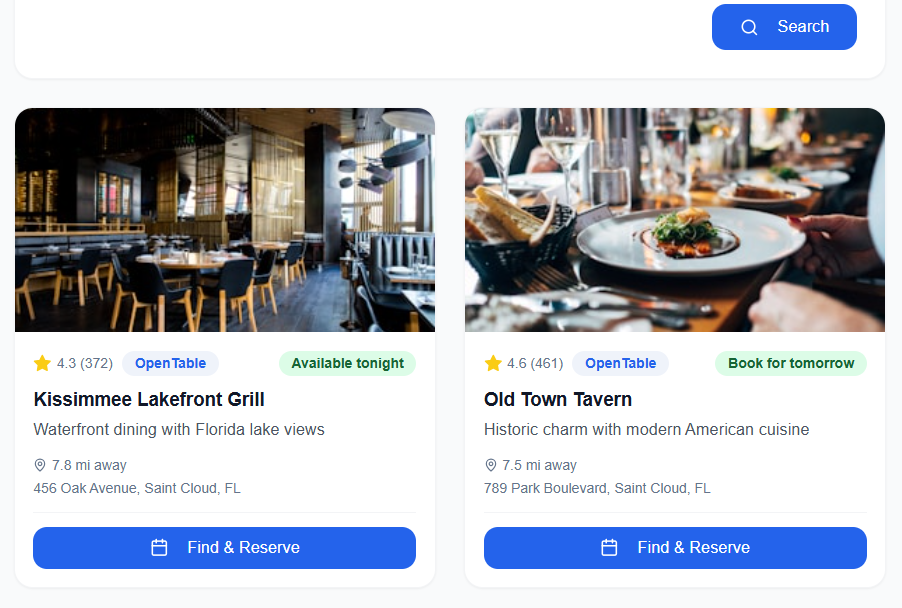 Search
4.3 (372) OpenTable Available tonight
Kissimmee Lakefront Grill
Waterfront dining with Florida lake views
7.8 mi away
456 Oak Avenue, Saint Cloud, FL
Find & Reserve
4.6 (461) OpenTable Book for tomorrow
Old Town Tavern
Historic charm with modern American cuisine
7.5 mi away
789 Park Boulevard, Saint Cloud, FL
Find & Reserve